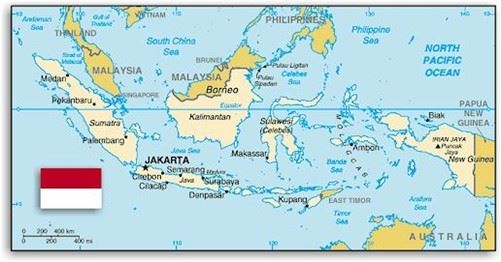 Andaman
Sea
THAILAND
VIETNAM
PHILIPPINES
Philippine
Sea
South China
Sea
BRUNEI
MALAYSIA
MALAYSIA
Medan
SINGAPORE
Pekanbaru
Borneo
Equator
Kalimantan
Pulau Ligitan
Celebes
Sea
Pulau
Sipadan
NORTH
PACIFIC
OCEAN
Sumatra
Palembang
Sulawesi
(Celebes)
MOLUCCAS
Biak
PAPUA
NEW
GUINEA
IRIAN JAYA
Puncak
Jaya
New Guinea
JAKARTA
Makassar
Ambon
Banda
Sea
Semarang
Madura
Cirebon
Java
Surabaya
Cilacap
Denpasar
Kupang
EAST TIMOR
Timor
Sea
Arafura
Sea
AUSTRALIA
0 200 400 km
0 200 400 mi